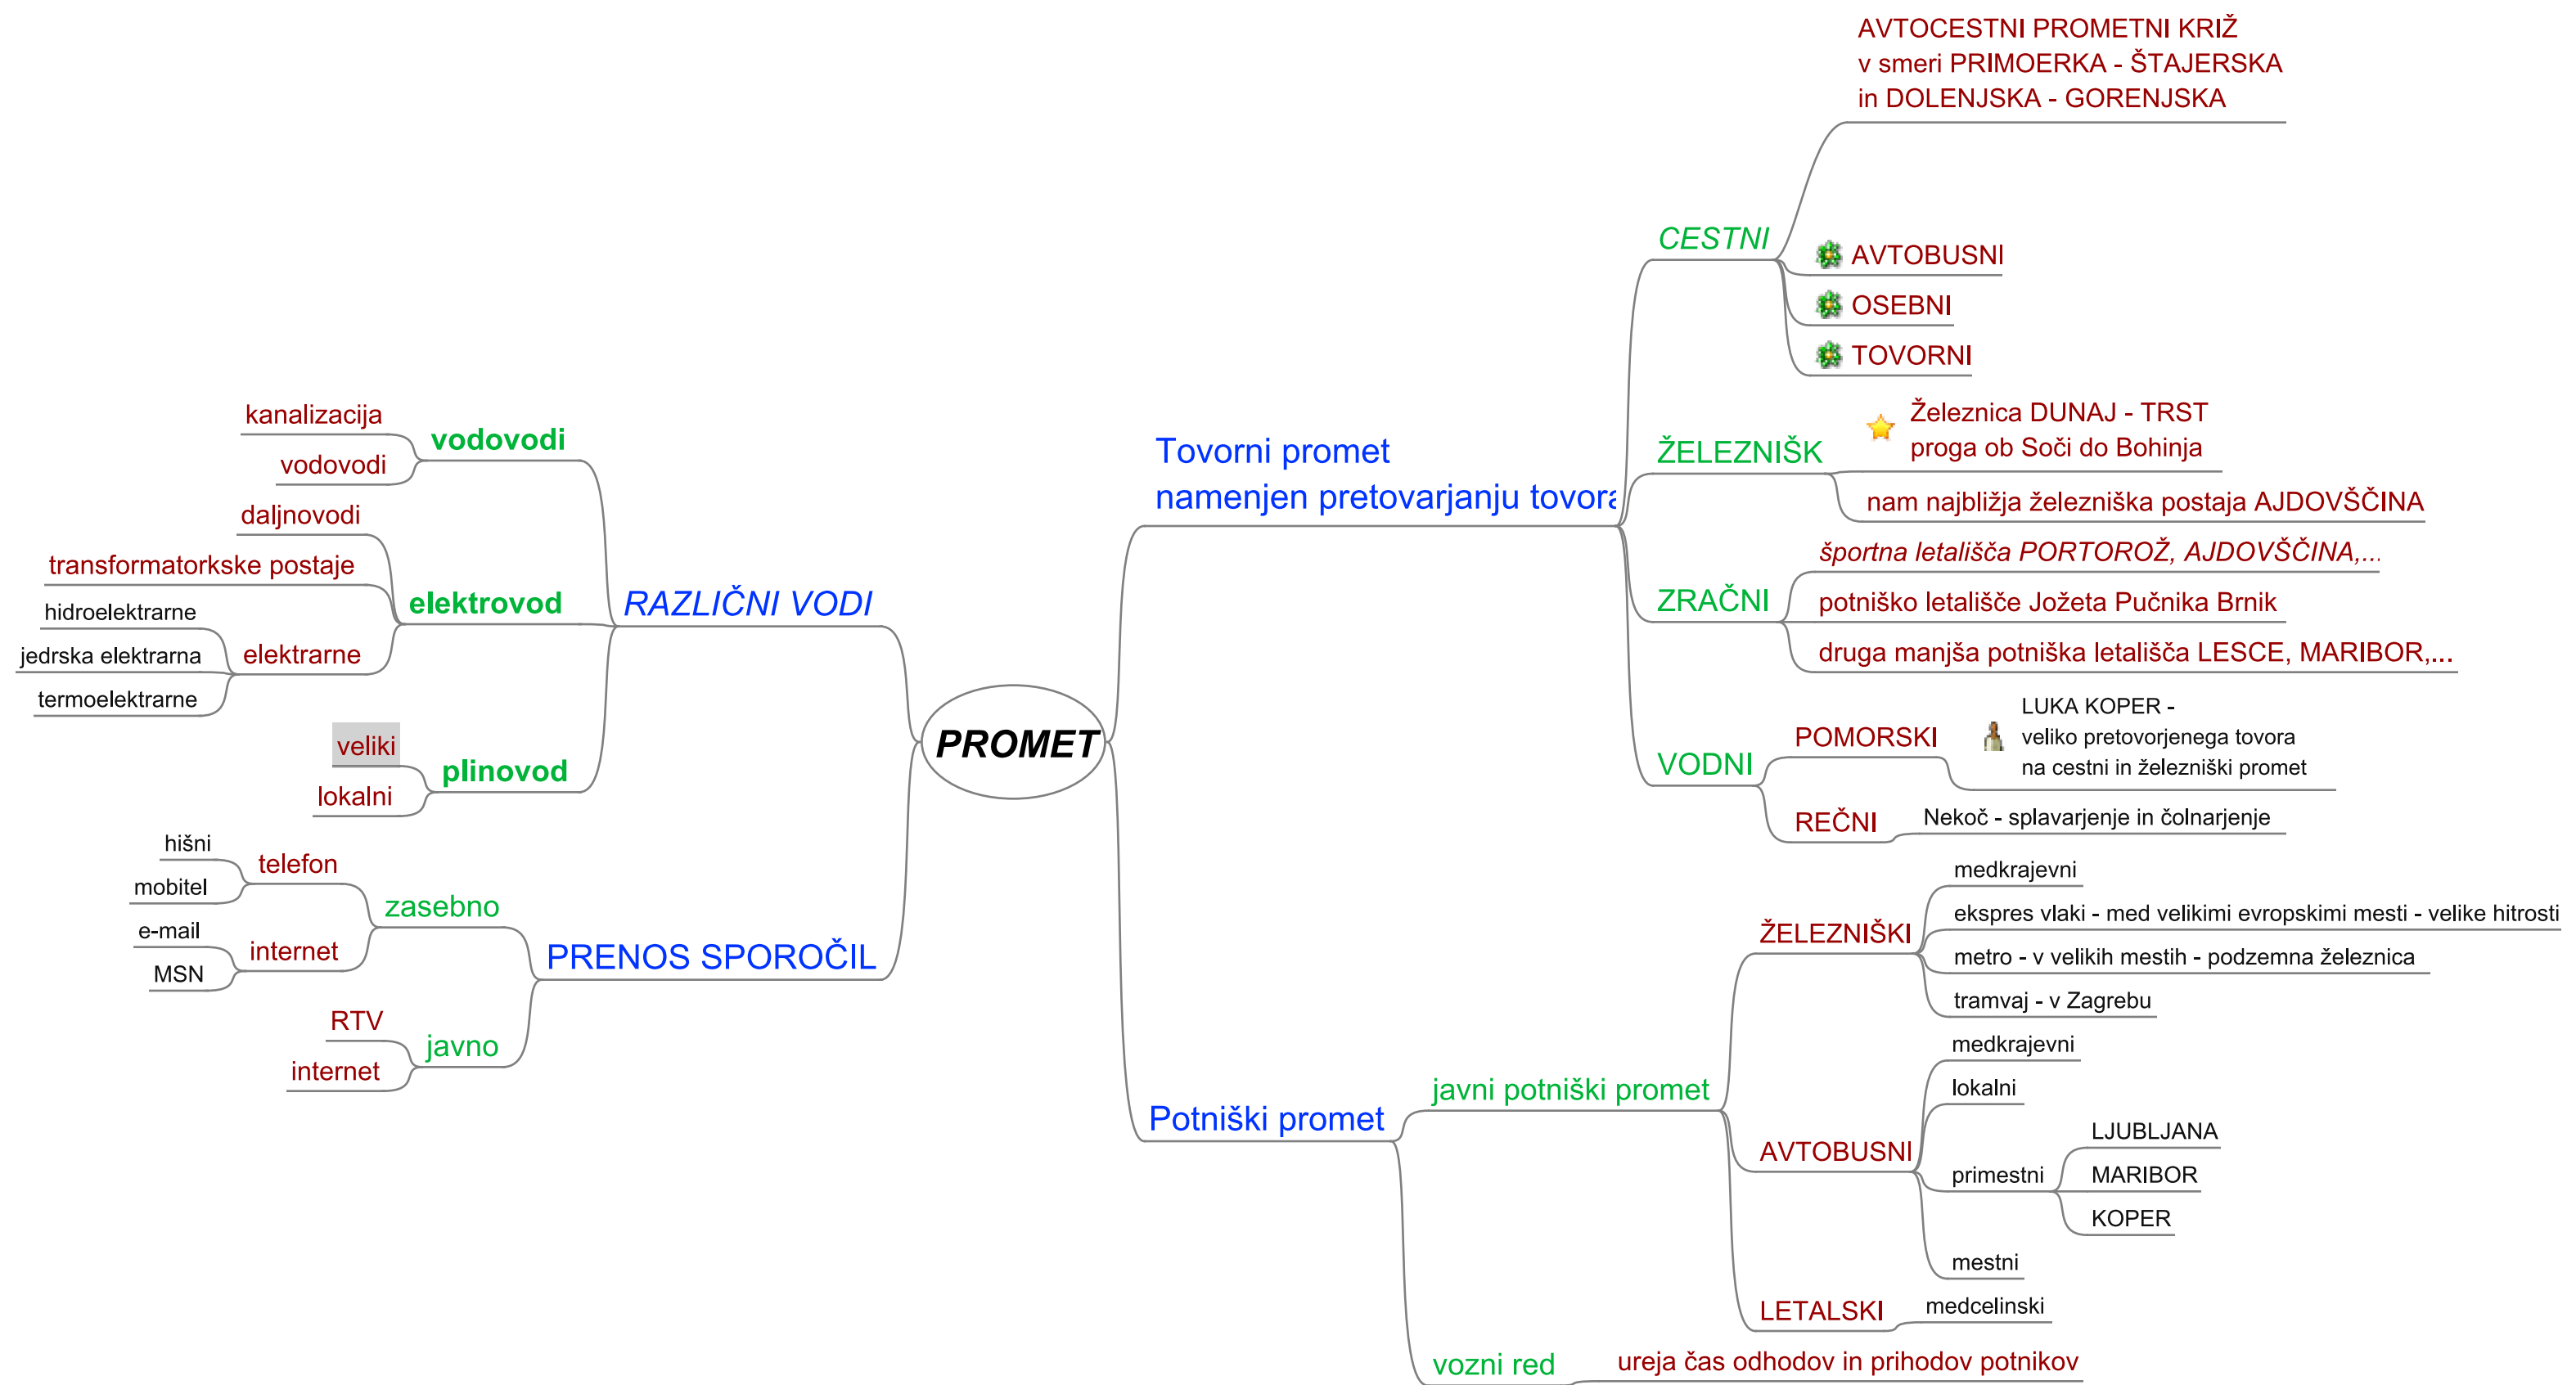 PROMET
Tovorni promet
namenjen pretovarjanju tovora
CESTNI
AVTOCESTNI PROMETNI KRIŽ
v smeri PRIMOERKA - ŠTAJERSKA
in DOLENJSKA - GORENJSKA
AVTOBUSNI
OSEBNI
TOVORNI
ŽELEZNIŠK
Železnica DUNAJ - TRST
proga ob Soči do Bohinja
nam najbližja železniška postaja AJDOVŠČINA
ZRAČNI
športna letališča PORTOROŽ, AJDOVŠČINA,...
potniško letališče Jožeta Pučnika Brnik
druga manjša potniška letališča LESCE, MARIBOR,...
VODNI
POMORSKI
LUKA KOPER -
veliko pretovorjenega tovora
na cestni in železniški promet
REČNI
Nekoč - splavarjenje in čolnarjenje
Potniški promet
javni potniški promet
ŽELEZNIŠKI
medkrajevni
ekspres vlaki - med velikimi evropskimi mesti - velike hitrosti
metro - v velikih mestih - podzemna železnica
tramvaj - v Zagrebu
AVTOBUSNI
medkrajevni
lokalni
primestni
LJUBLJANA
MARIBOR
KOPER
mestni
LETALSKI
medcelinski
vozni red
ureja čas odhodov in prihodov potnikov
RAZLIČNI VODI
vodovodi
kanalizacija
vodovodi
elektrovod
daljnovodi
transformatorkske postaje
elektrarne
hidroelektrarne
jedrska elektrarna
termoelektrarne
plinovod
veliki
lokalni
PRENOS SPOROČIL
zasebno
telefon
hišni
mobitel
internet
e-mail
MSN
javno
RTV
internet